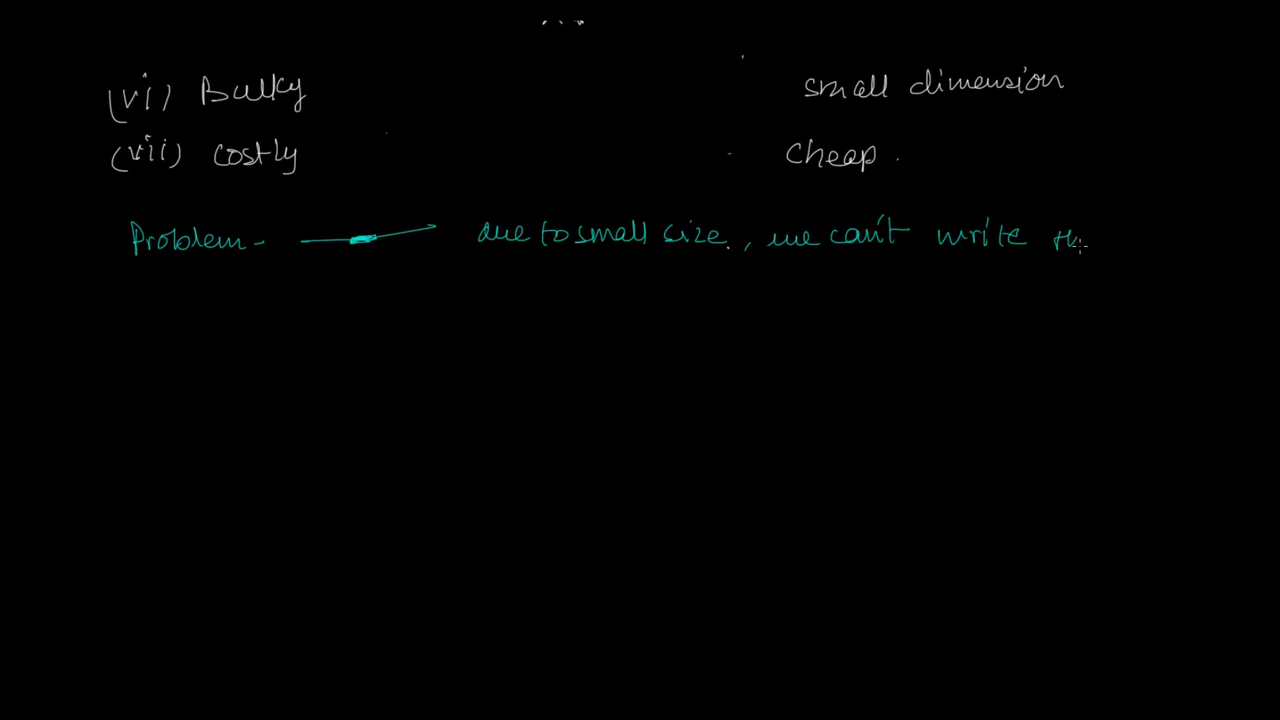 (vi) Bulky small dimension
(vii) costly cheap.
Problem - due to small size, we can't write